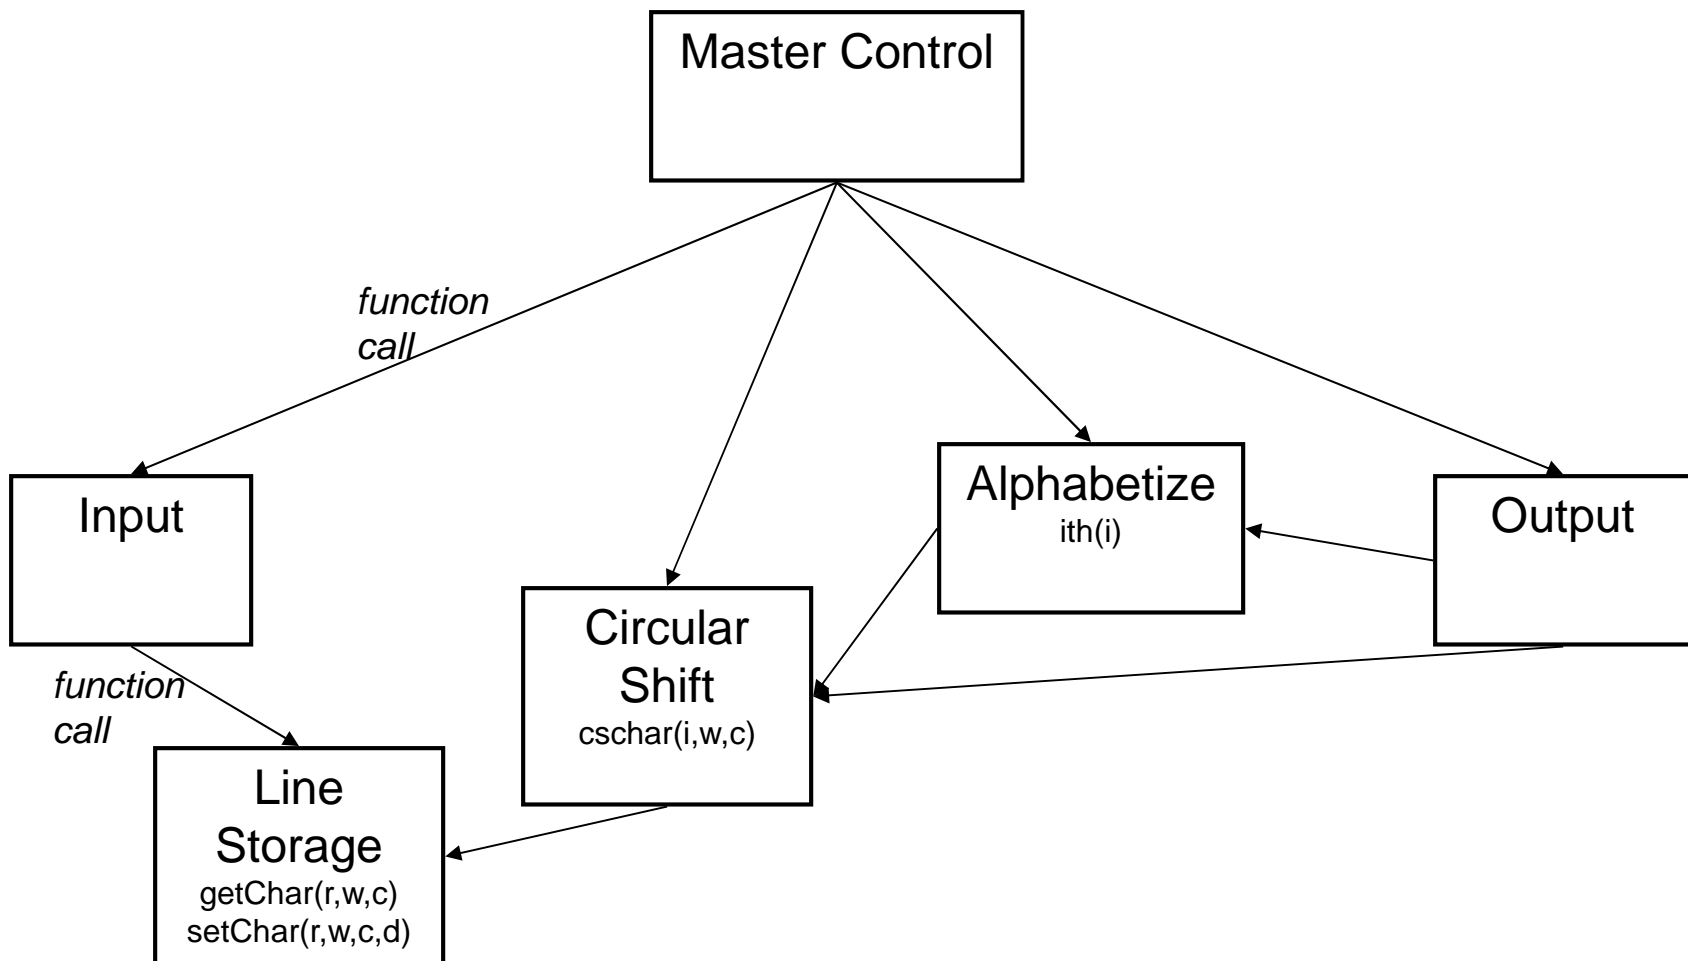 Master Control
function
call
Input
Alphabetize
ith(i)
Output
Circular
Shift
cschar(i,w,c)
function
call
Line
Storage
getChar(r,w,c)
setChar(r,w,c,d)